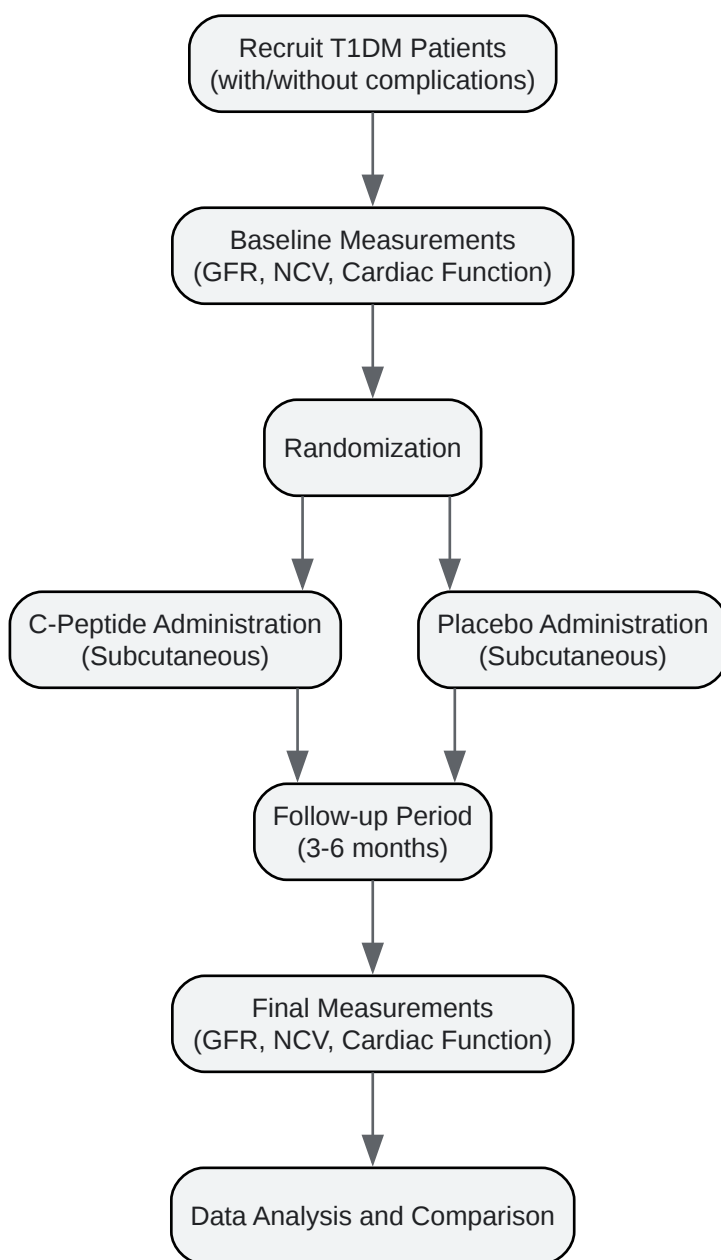 Recruit T1DM Patients
(with/without complications)
Baseline Measurements
(GFR, NCV, Cardiac Function)
Randomization
C-Peptide Administration
(Subcutaneous)
Placebo Administration
(Subcutaneous)
Follow-up Period
(3-6 months)
Final Measurements
(GFR, NCV, Cardiac Function)
Data Analysis and Comparison